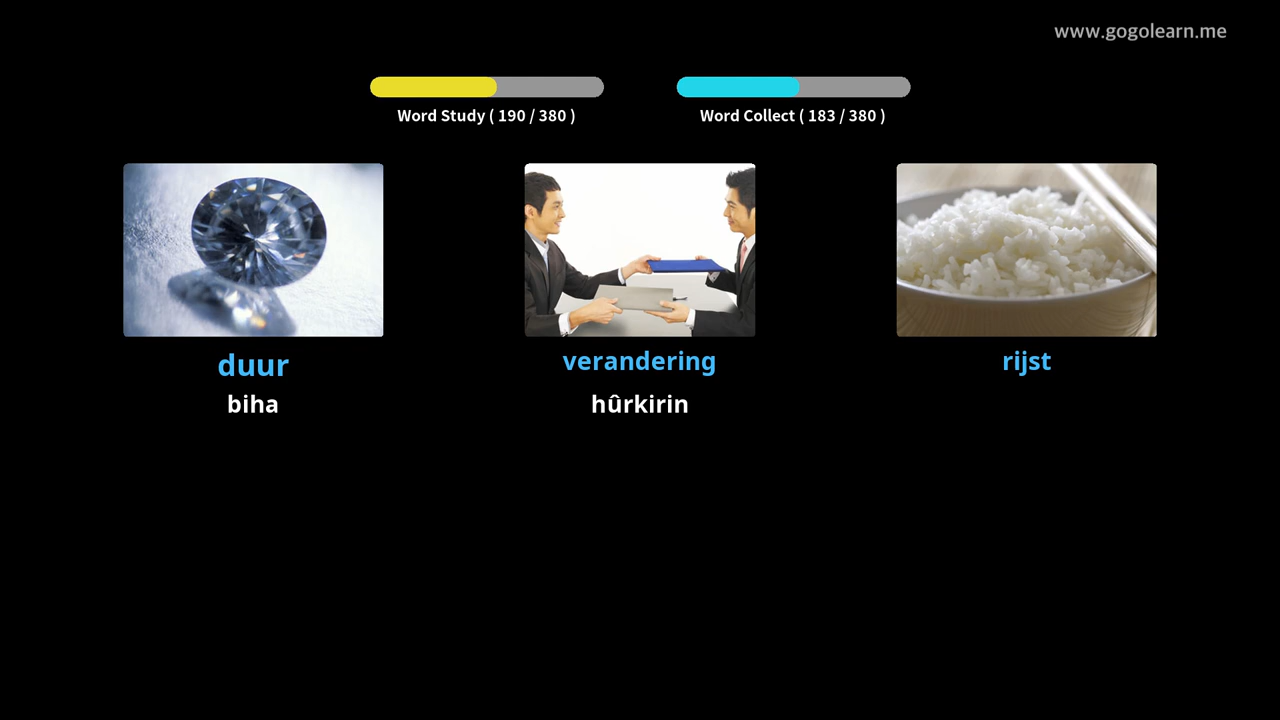 www.gogolearn.me
Word Study ( 190 / 380 )
Word Collect ( 183 / 380 )
duur
verandering
rijst
biha
hûrkirin